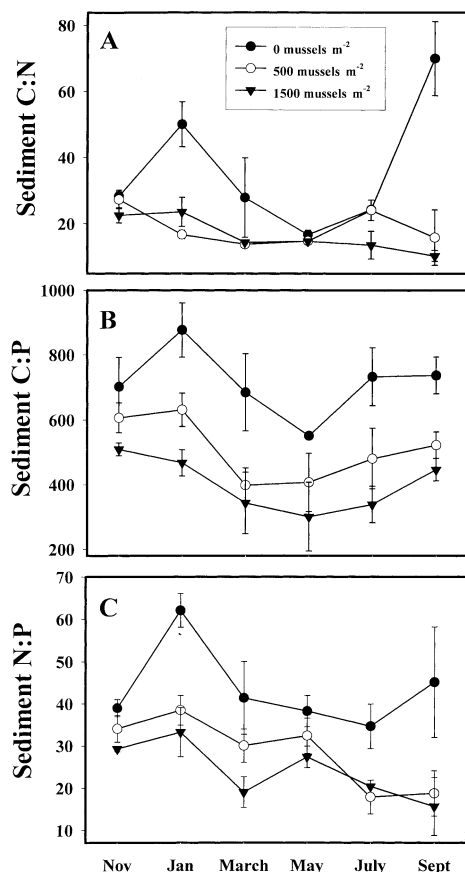 A
0 mussels m-2
500 mussels m-2
1500 mussels m-2
Sediment C:N
80
60
40
20
B
Sediment C:P
1000
800
600
400
200
C
Sediment N:P
70
60
50
40
30
20
10
Nov Jan March May July Sept